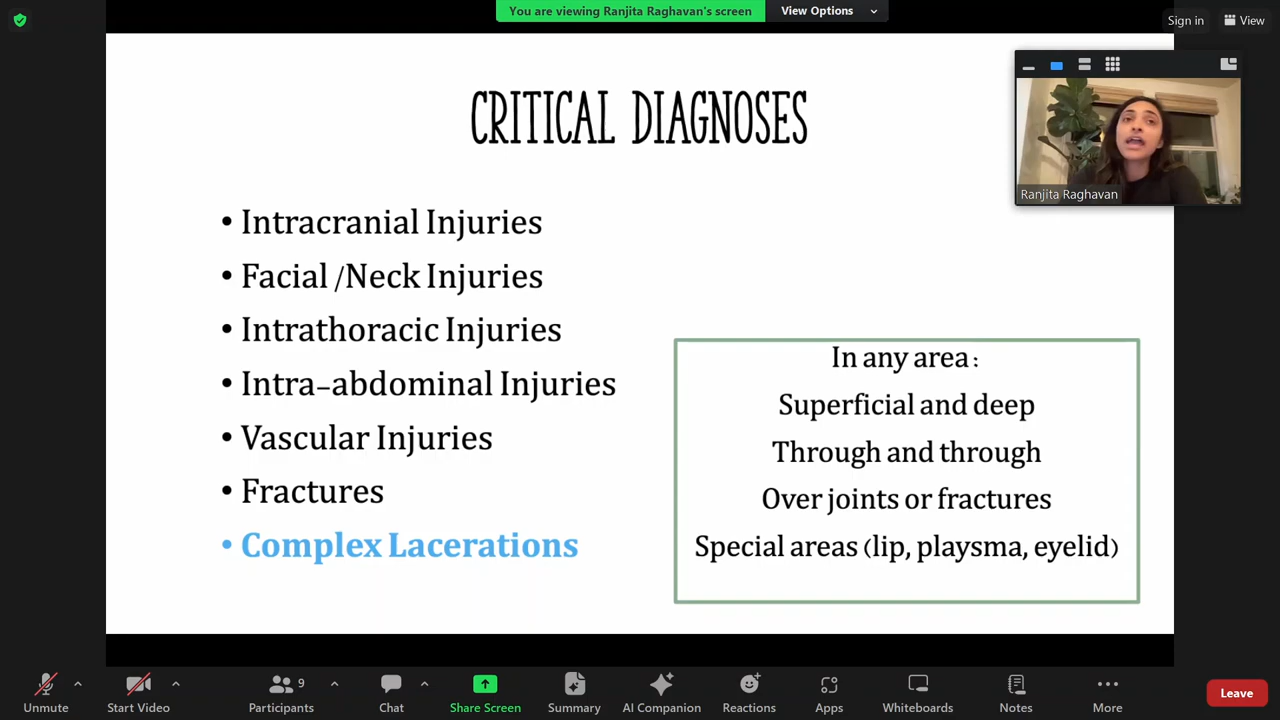 You are viewing Ranjita Raghavan's screen
View Options
Sign in
View
CRITICAL DIAGNOSES
Ranjita Raghavan
• Intracranial Injuries
• Facial /Neck Injuries
• Intrathoracic Injuries
• Intra-abdominal Injuries
• Vascular Injuries
• Fractures
• Complex Lacerations
In any area:
Superficial and deep
Through and through
Over joints or fractures
Special areas (lip, playsma, eyelid)
Unmute
Start Video
9
Participants
Chat
Share Screen
Summary
AI Companion
Reactions
Apps
Whiteboards
Notes
More
Leave